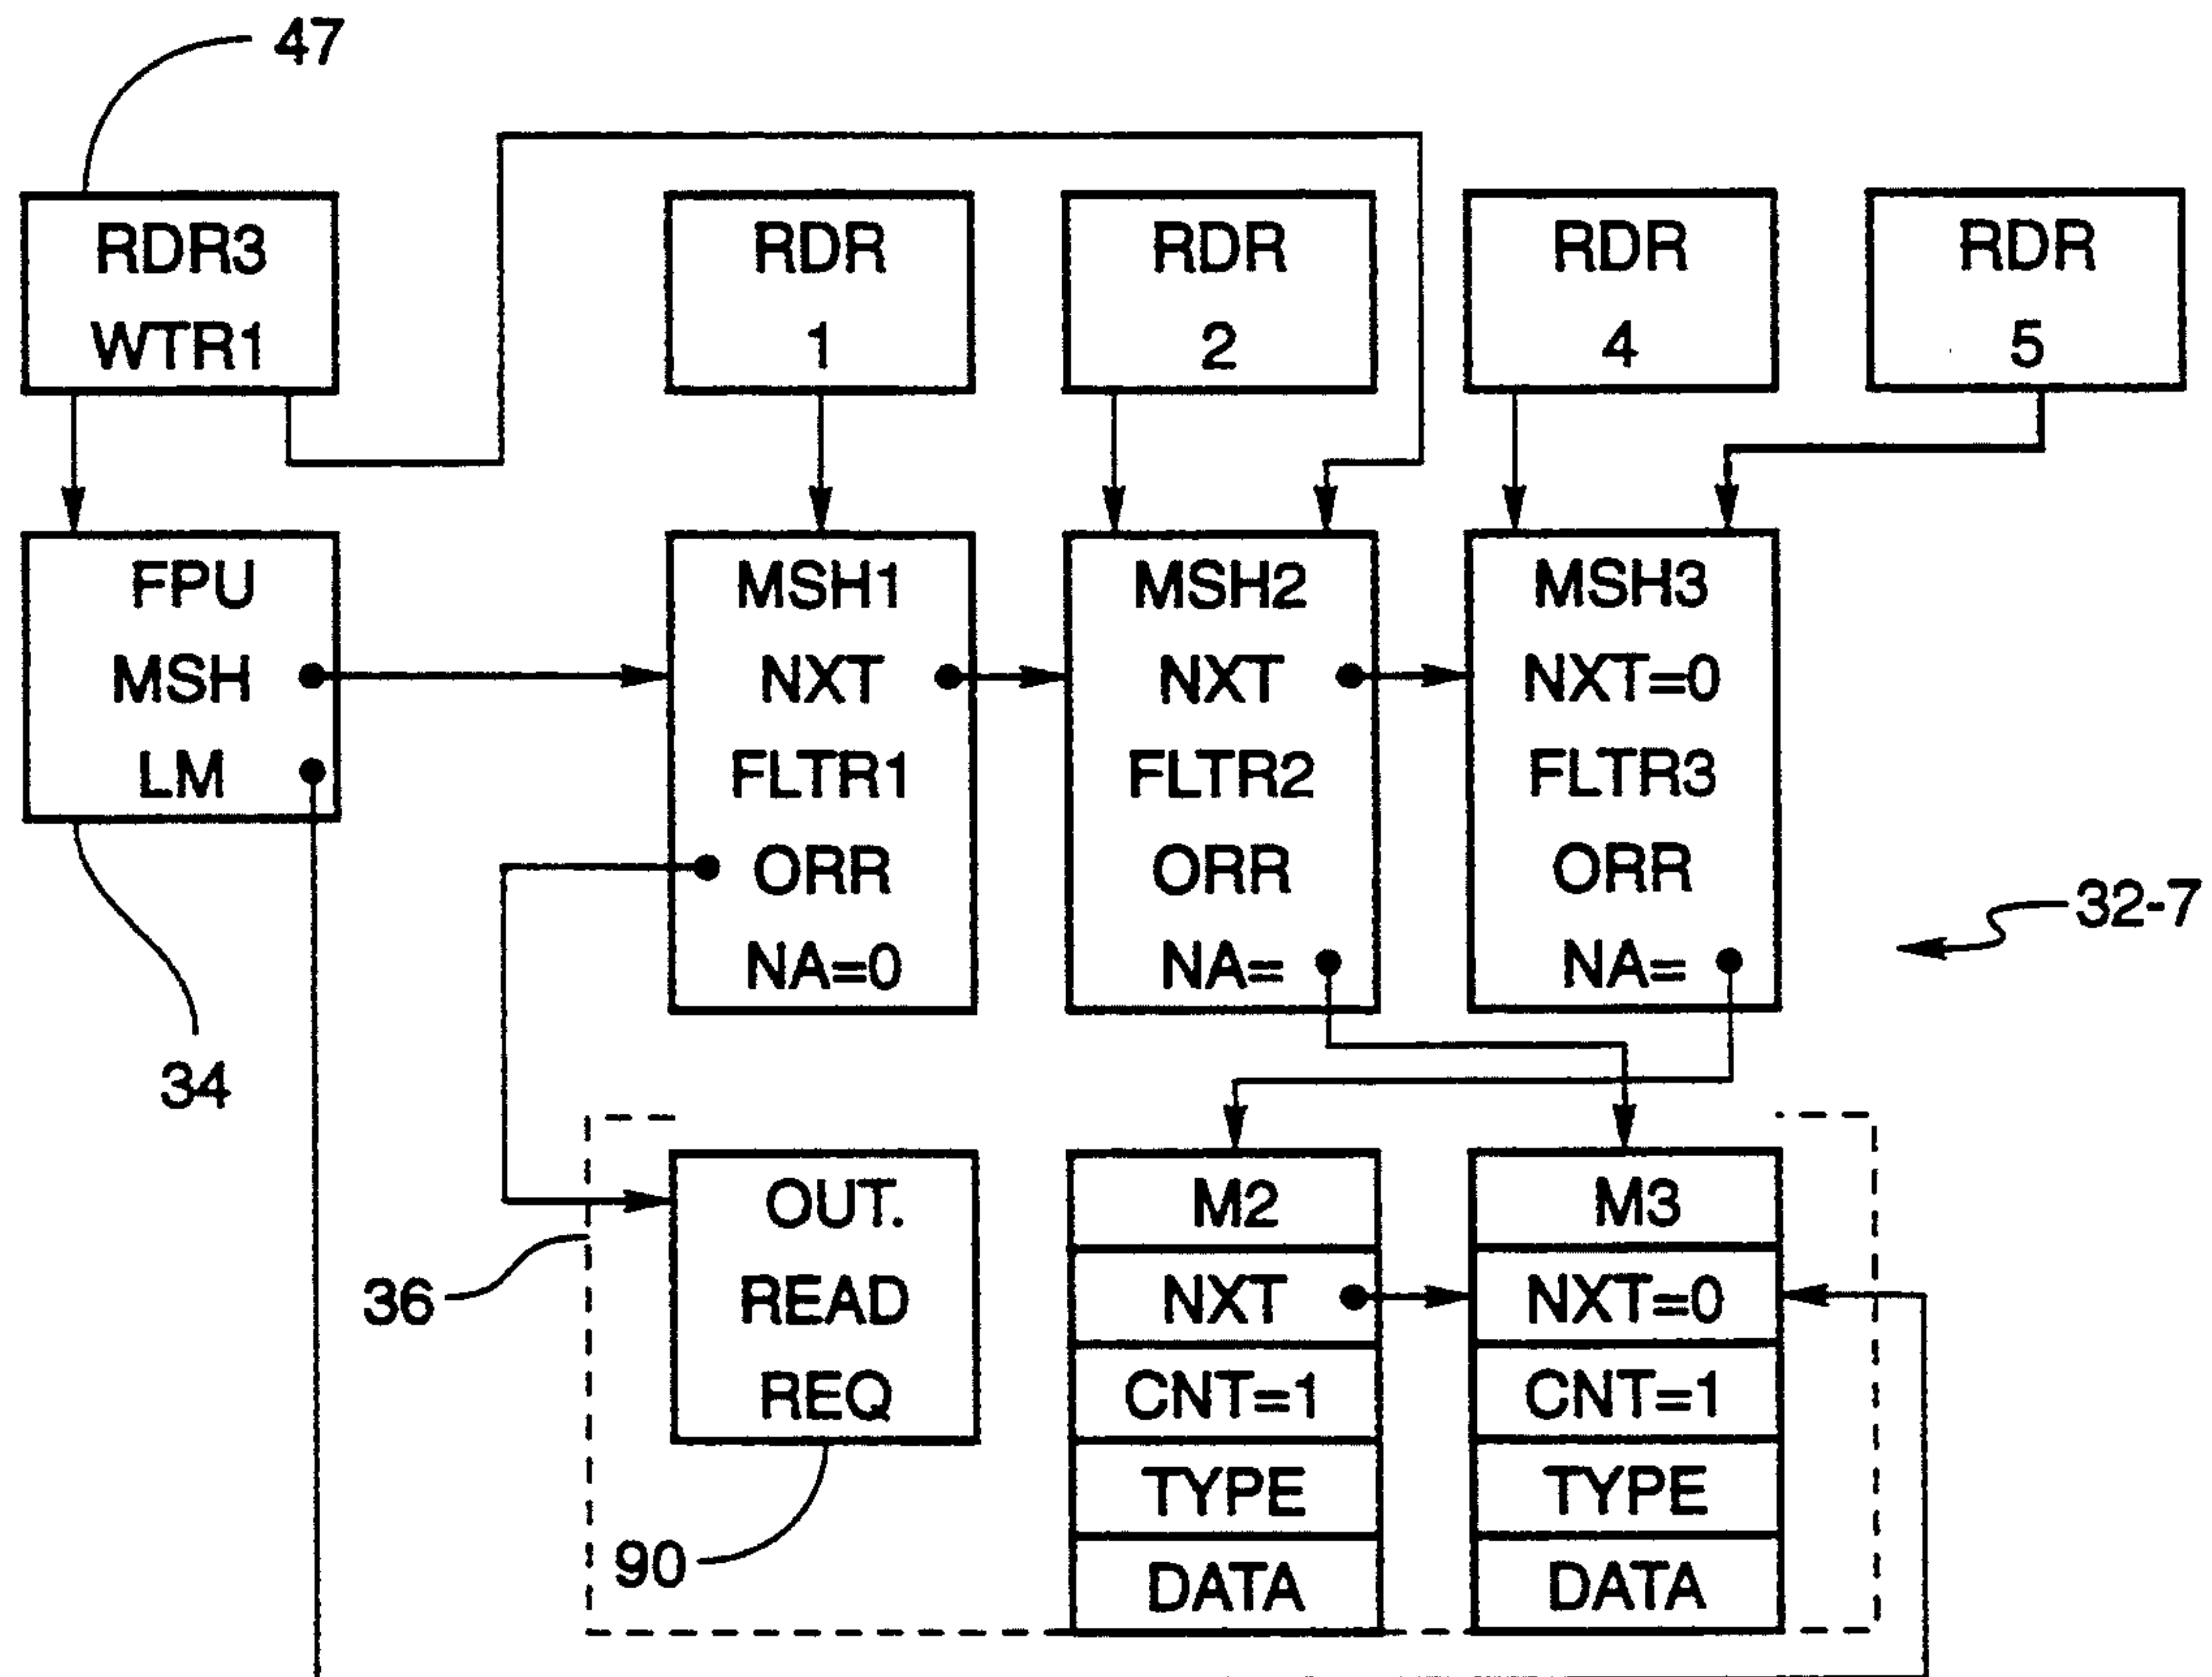 47
RDR3
WTR1
RDR
1
RDR
2
RDR
4
RDR
5
FPU
MSH
LM
34
MSH1
NXT
FLTR1
ORR
NA=0
MSH2
NXT
FLTR2
ORR
NA=
MSH3
NXT=0
FLTR3
ORR
NA=
32-7
36
OUT.
READ
REQ
90
M2
NXT
CNT=1
TYPE
DATA
M3
NXT=0
CNT=1
TYPE
DATA